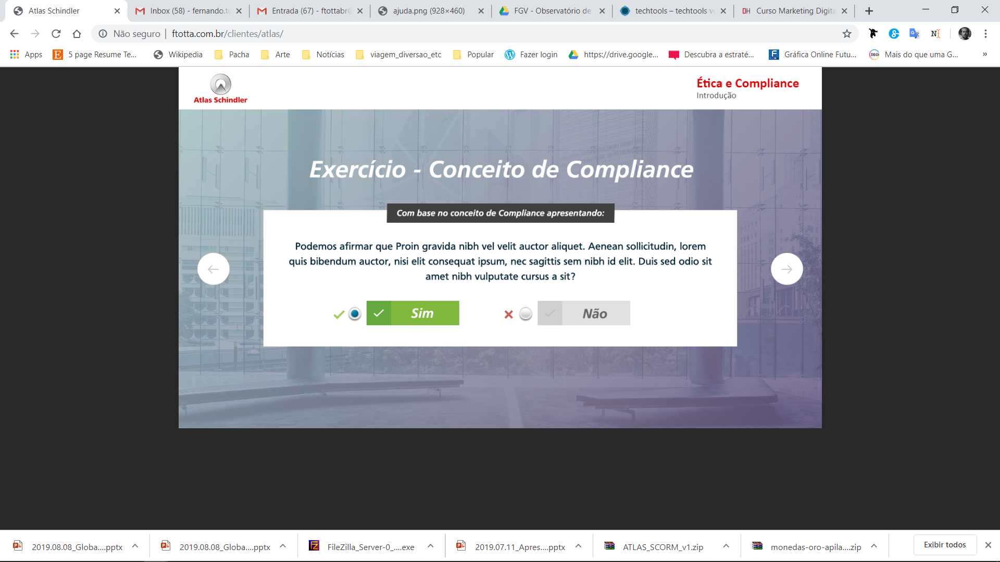 Atlas Schindler
Inbox (58) - fernando.to
Entrada (67) - ftottabr@
ajuda.png (928×460)
FGV - Observatório de
techtools – techtools ve
Curso Marketing Digita
Não seguro | ftotta.com.br/clientes/atlas/
Apps
5 page Resume Te...
Wikipedia
Pacha
Arte
Notícias
viagem_diversao_etc
Popular
Fazer login
https://drive.google...
Descubra a estraté...
Gráfica Online Futu...
Mais do que uma G...
»
Atlas Schindler
Ética e Compliance
Introdução
Exercício - Conceito de Compliance
Com base no conceito de Compliance apresentando:
Podemos afirmar que Proin gravida nibh vel velit auctor aliquet. Aenean sollicitudin, lorem
quis bibendum auctor, nisi elit consequat ipsum, nec sagittis sem nibh id elit. Duis sed odio sit
amet nibh vulputate cursus a sit?
Sim
Não
2019.08.08_Globa....pptx
2019.08.08_Globa....pptx
FileZilla_Server-0_....exe
2019.07.11_Apres....pptx
ATLAS_SCORM_v1.zip
monedas-oro-apila....zip
Exibir todos